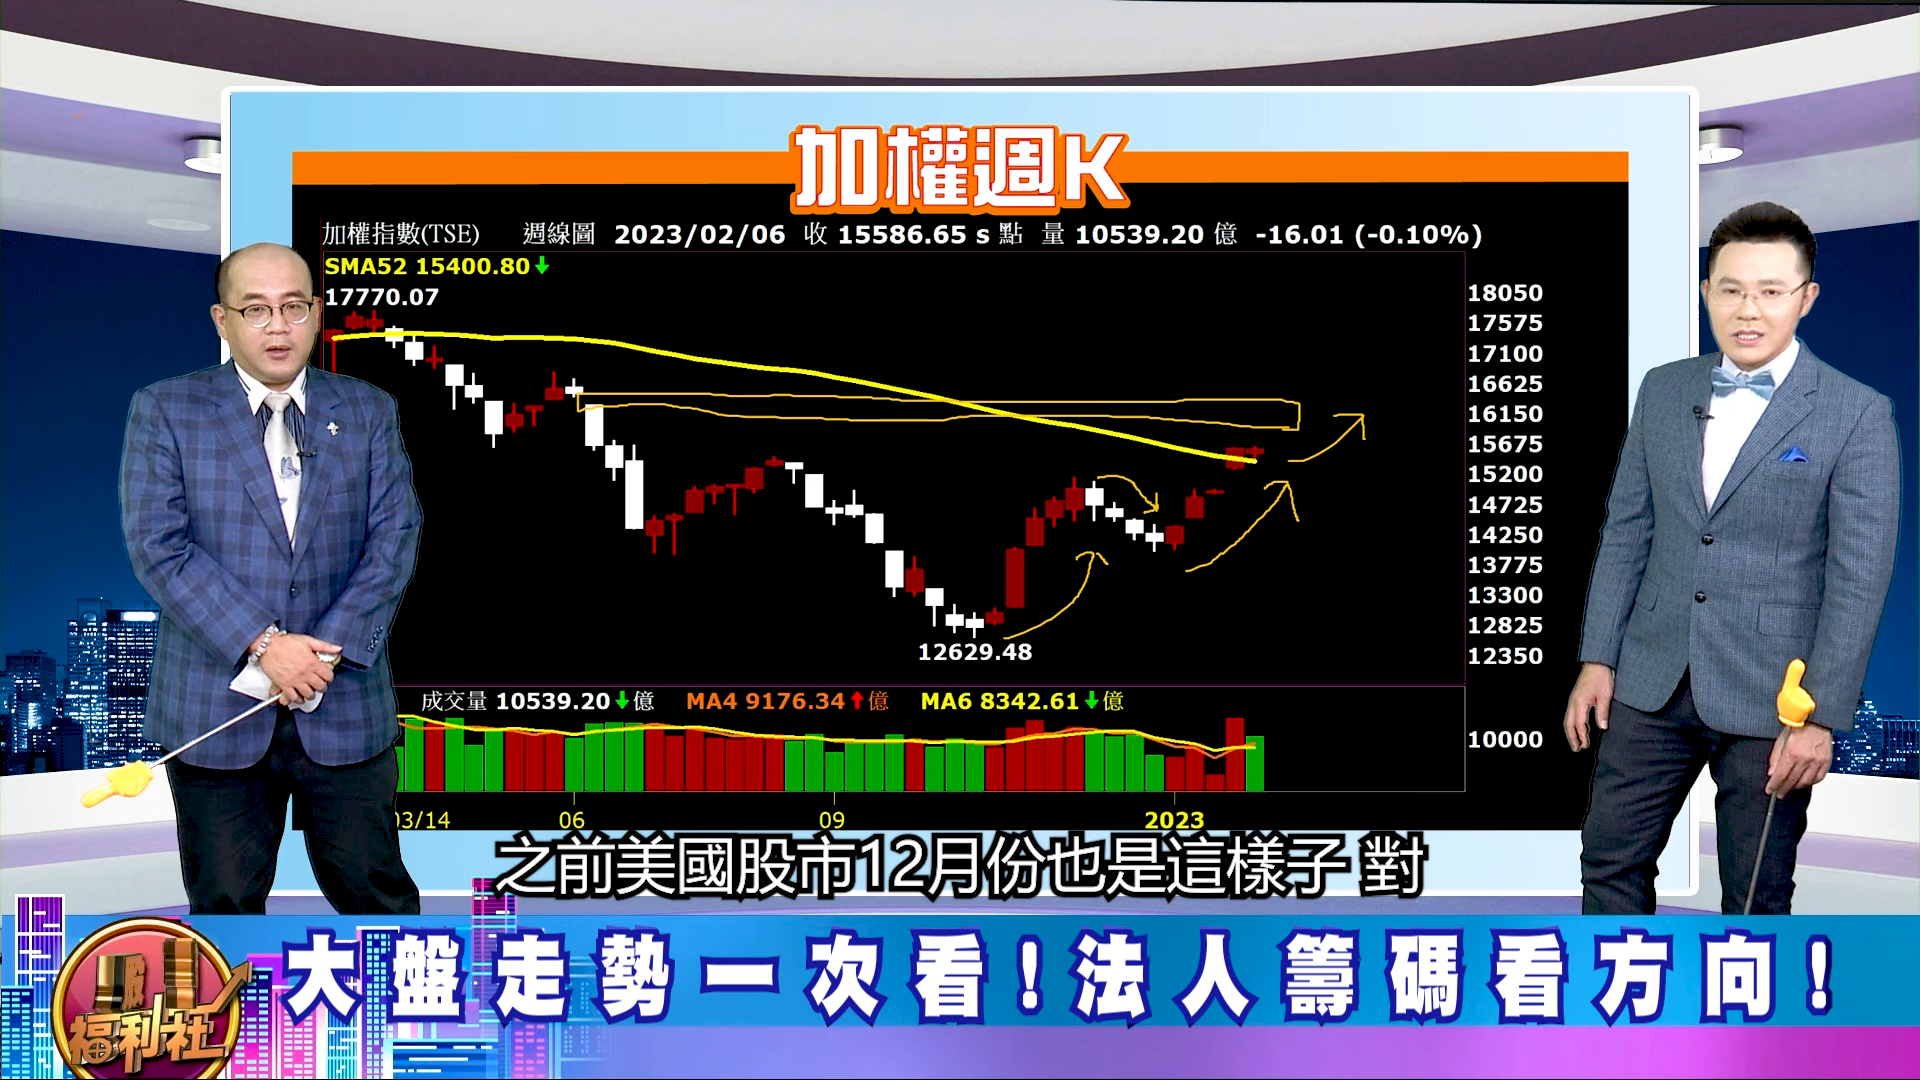 加權週K
加權指數(TSE) 週線圖 2023/02/06 收 15586.65 s 點 量 10539.20 億 -16.01 (-0.10%)
SMA52 15400.80
17770.07
18050
17575
17100
16625
16150
15675
15200
14725
14250
13775
13300
12825
12350
12629.48
成交量 10539.20 億 MA4 9176.34 億 MA6 8342.61 億
10000
03/14 06 09 2023
之前美國股市12月份也是這樣子 對
大盤走勢一次看!法人籌碼看方向!
股
福利社